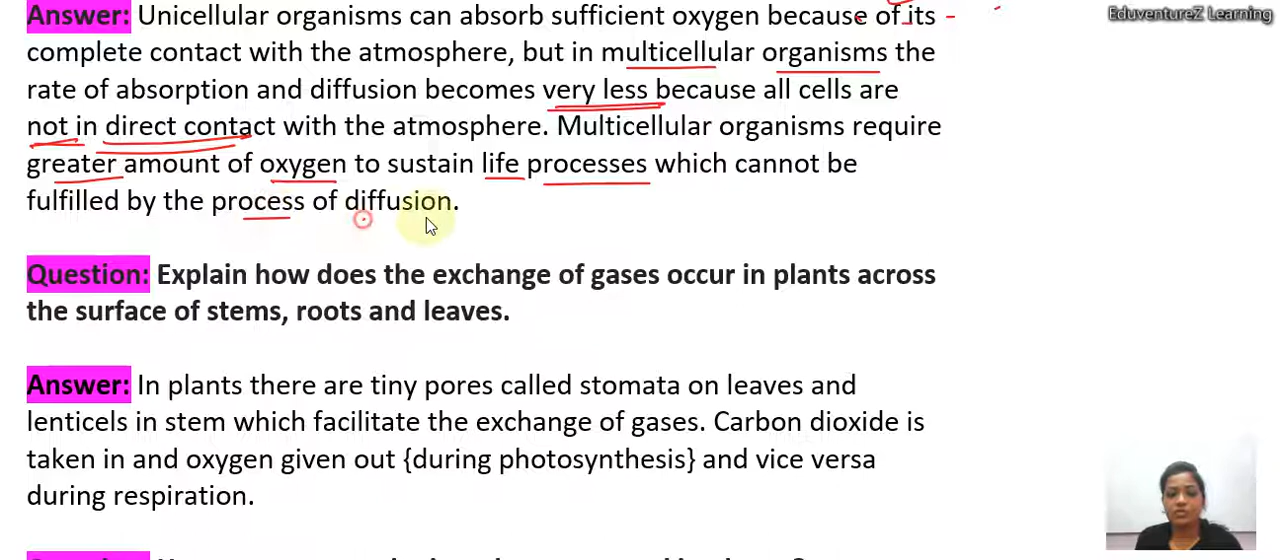 Answer: Unicellular organisms can absorb sufficient oxygen because of its
EduventureZ Learning
complete contact with the atmosphere, but in multicellular organisms the
rate of absorption and diffusion becomes very less because all cells are
not in direct contact with the atmosphere. Multicellular organisms require
greater amount of oxygen to sustain life processes which cannot be
fulfilled by the process of diffusion.
Question: Explain how does the exchange of gases occur in plants across
the surface of stems, roots and leaves.
Answer: In plants there are tiny pores called stomata on leaves and
lenticels in stem which facilitate the exchange of gases. Carbon dioxide is
taken in and oxygen given out {during photosynthesis} and vice versa
during respiration.